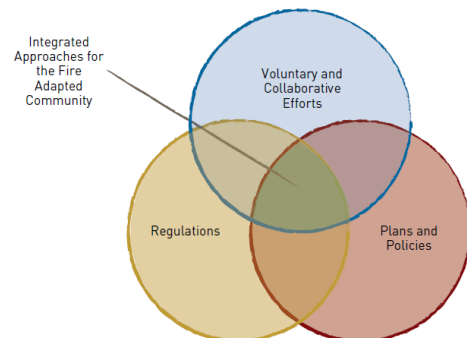 Integrated
Approaches for
the Fire
Adapted
Community
Voluntary and
Collaborative
Efforts
Regulations
Plans and
Policies